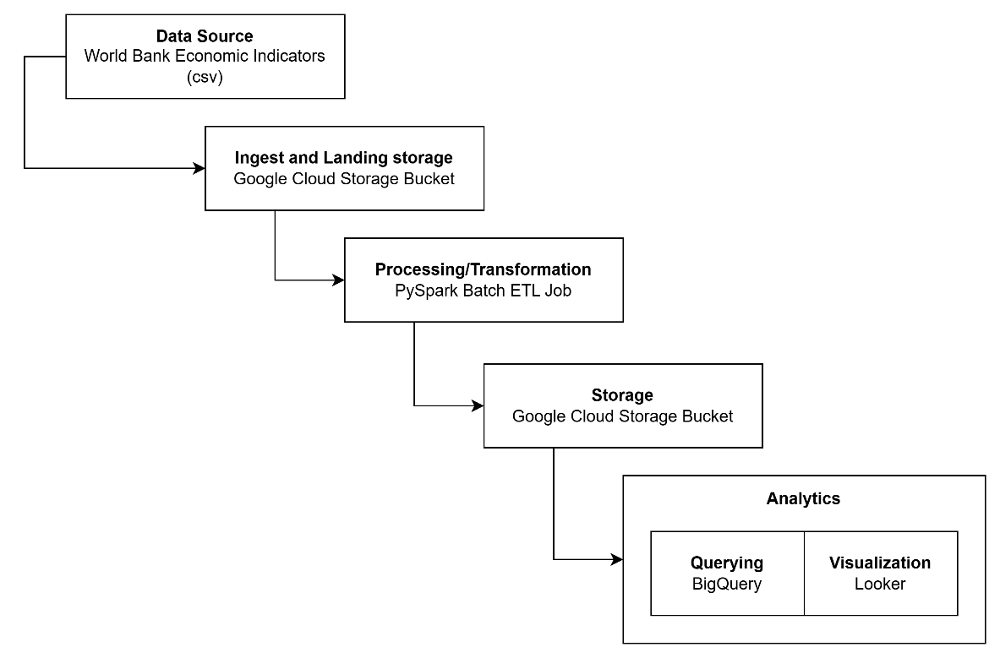 Data Source
World Bank Economic Indicators
(csv)
Ingest and Landing storage
Google Cloud Storage Bucket
Processing/Transformation
PySpark Batch ETL Job
Storage
Google Cloud Storage Bucket
Analytics
Querying
BigQuery
Visualization
Looker